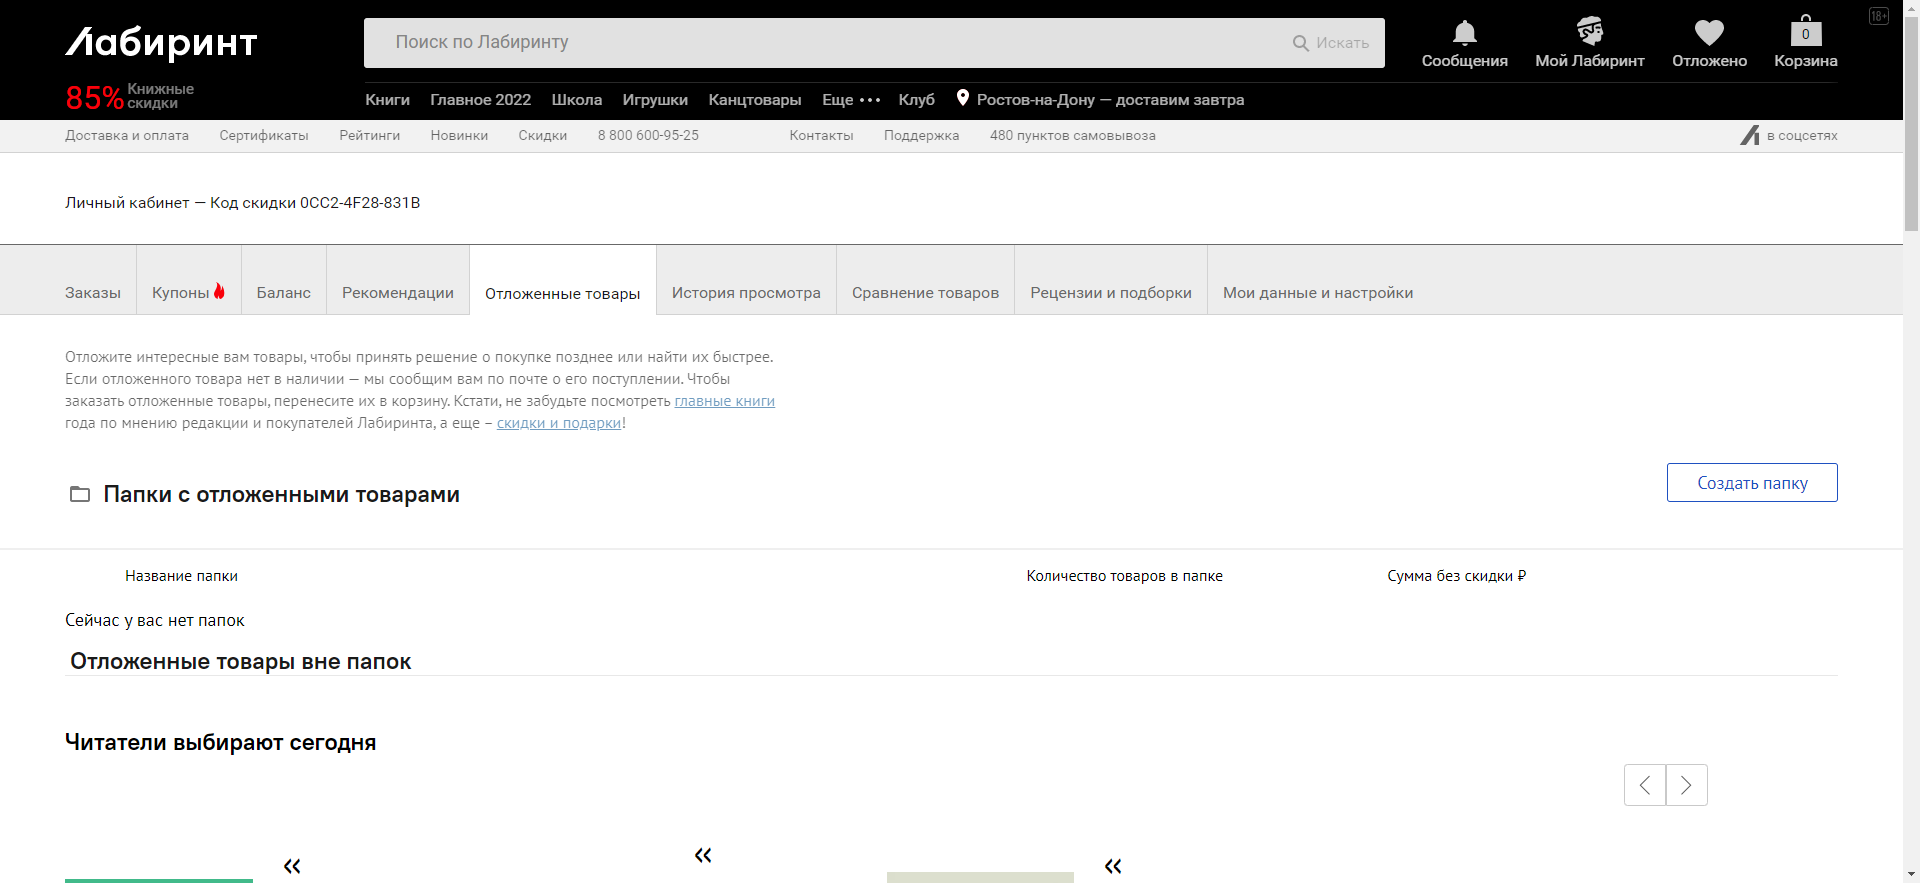 Лабиринт
Поиск по Лабиринту
Искать
Сообщения
Мой Лабиринт
Отложено
0
Корзина
18+
85% Книжные скидки
Книги Главное 2022 Школа Игрушки Канцтовары Еще ••• Клуб Ростов-на-Дону — доставим завтра
Доставка и оплата Сертификаты Рейтинги Новинки Скидки 8 800 600-95-25 Контакты Поддержка 480 пунктов самовывоза в соцсетях
Личный кабинет — Код скидки 0CC2-4F28-831B
Заказы Купоны Баланс Рекомендации Отложенные товары История просмотра Сравнение товаров Рецензии и подборки Мои данные и настройки
Отложите интересные вам товары, чтобы принять решение о покупке позднее или найти их быстрее.
Если отложенного товара нет в наличии — мы сообщим вам по почте о его поступлении. Чтобы
заказать отложенные товары, перенесите их в корзину. Кстати, не забудьте посмотреть главные книги
года по мнению редакции и покупателей Лабиринта, а еще – скидки и подарки!
Папки с отложенными товарами
Создать папку
Название папки Количество товаров в папке Сумма без скидки ₽
Сейчас у вас нет папок
Отложенные товары вне папок
Читатели выбирают сегодня
« « «